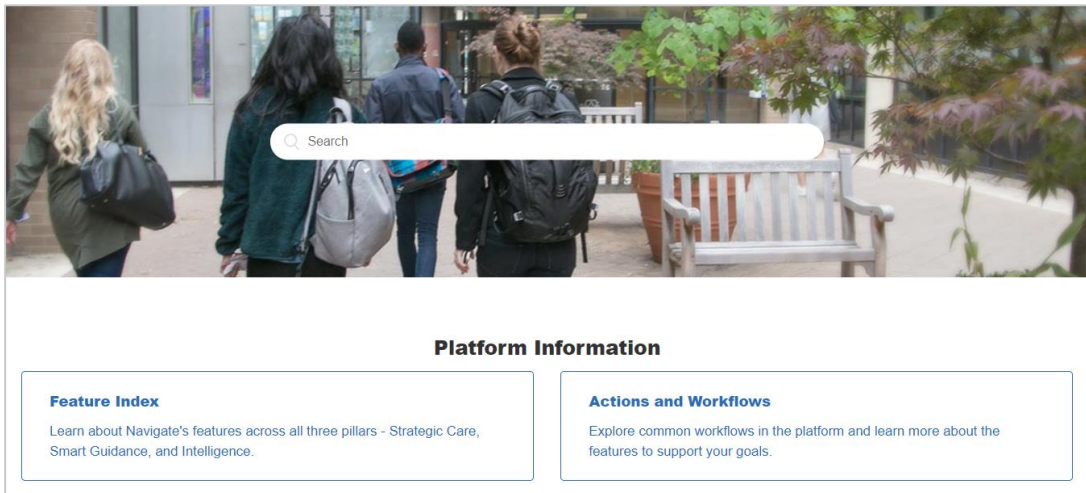 Search
Platform Information
Feature Index
Learn about Navigate's features across all three pillars - Strategic Care,
Smart Guidance, and Intelligence.
Actions and Workflows
Explore common workflows in the platform and learn more about the
features to support your goals.